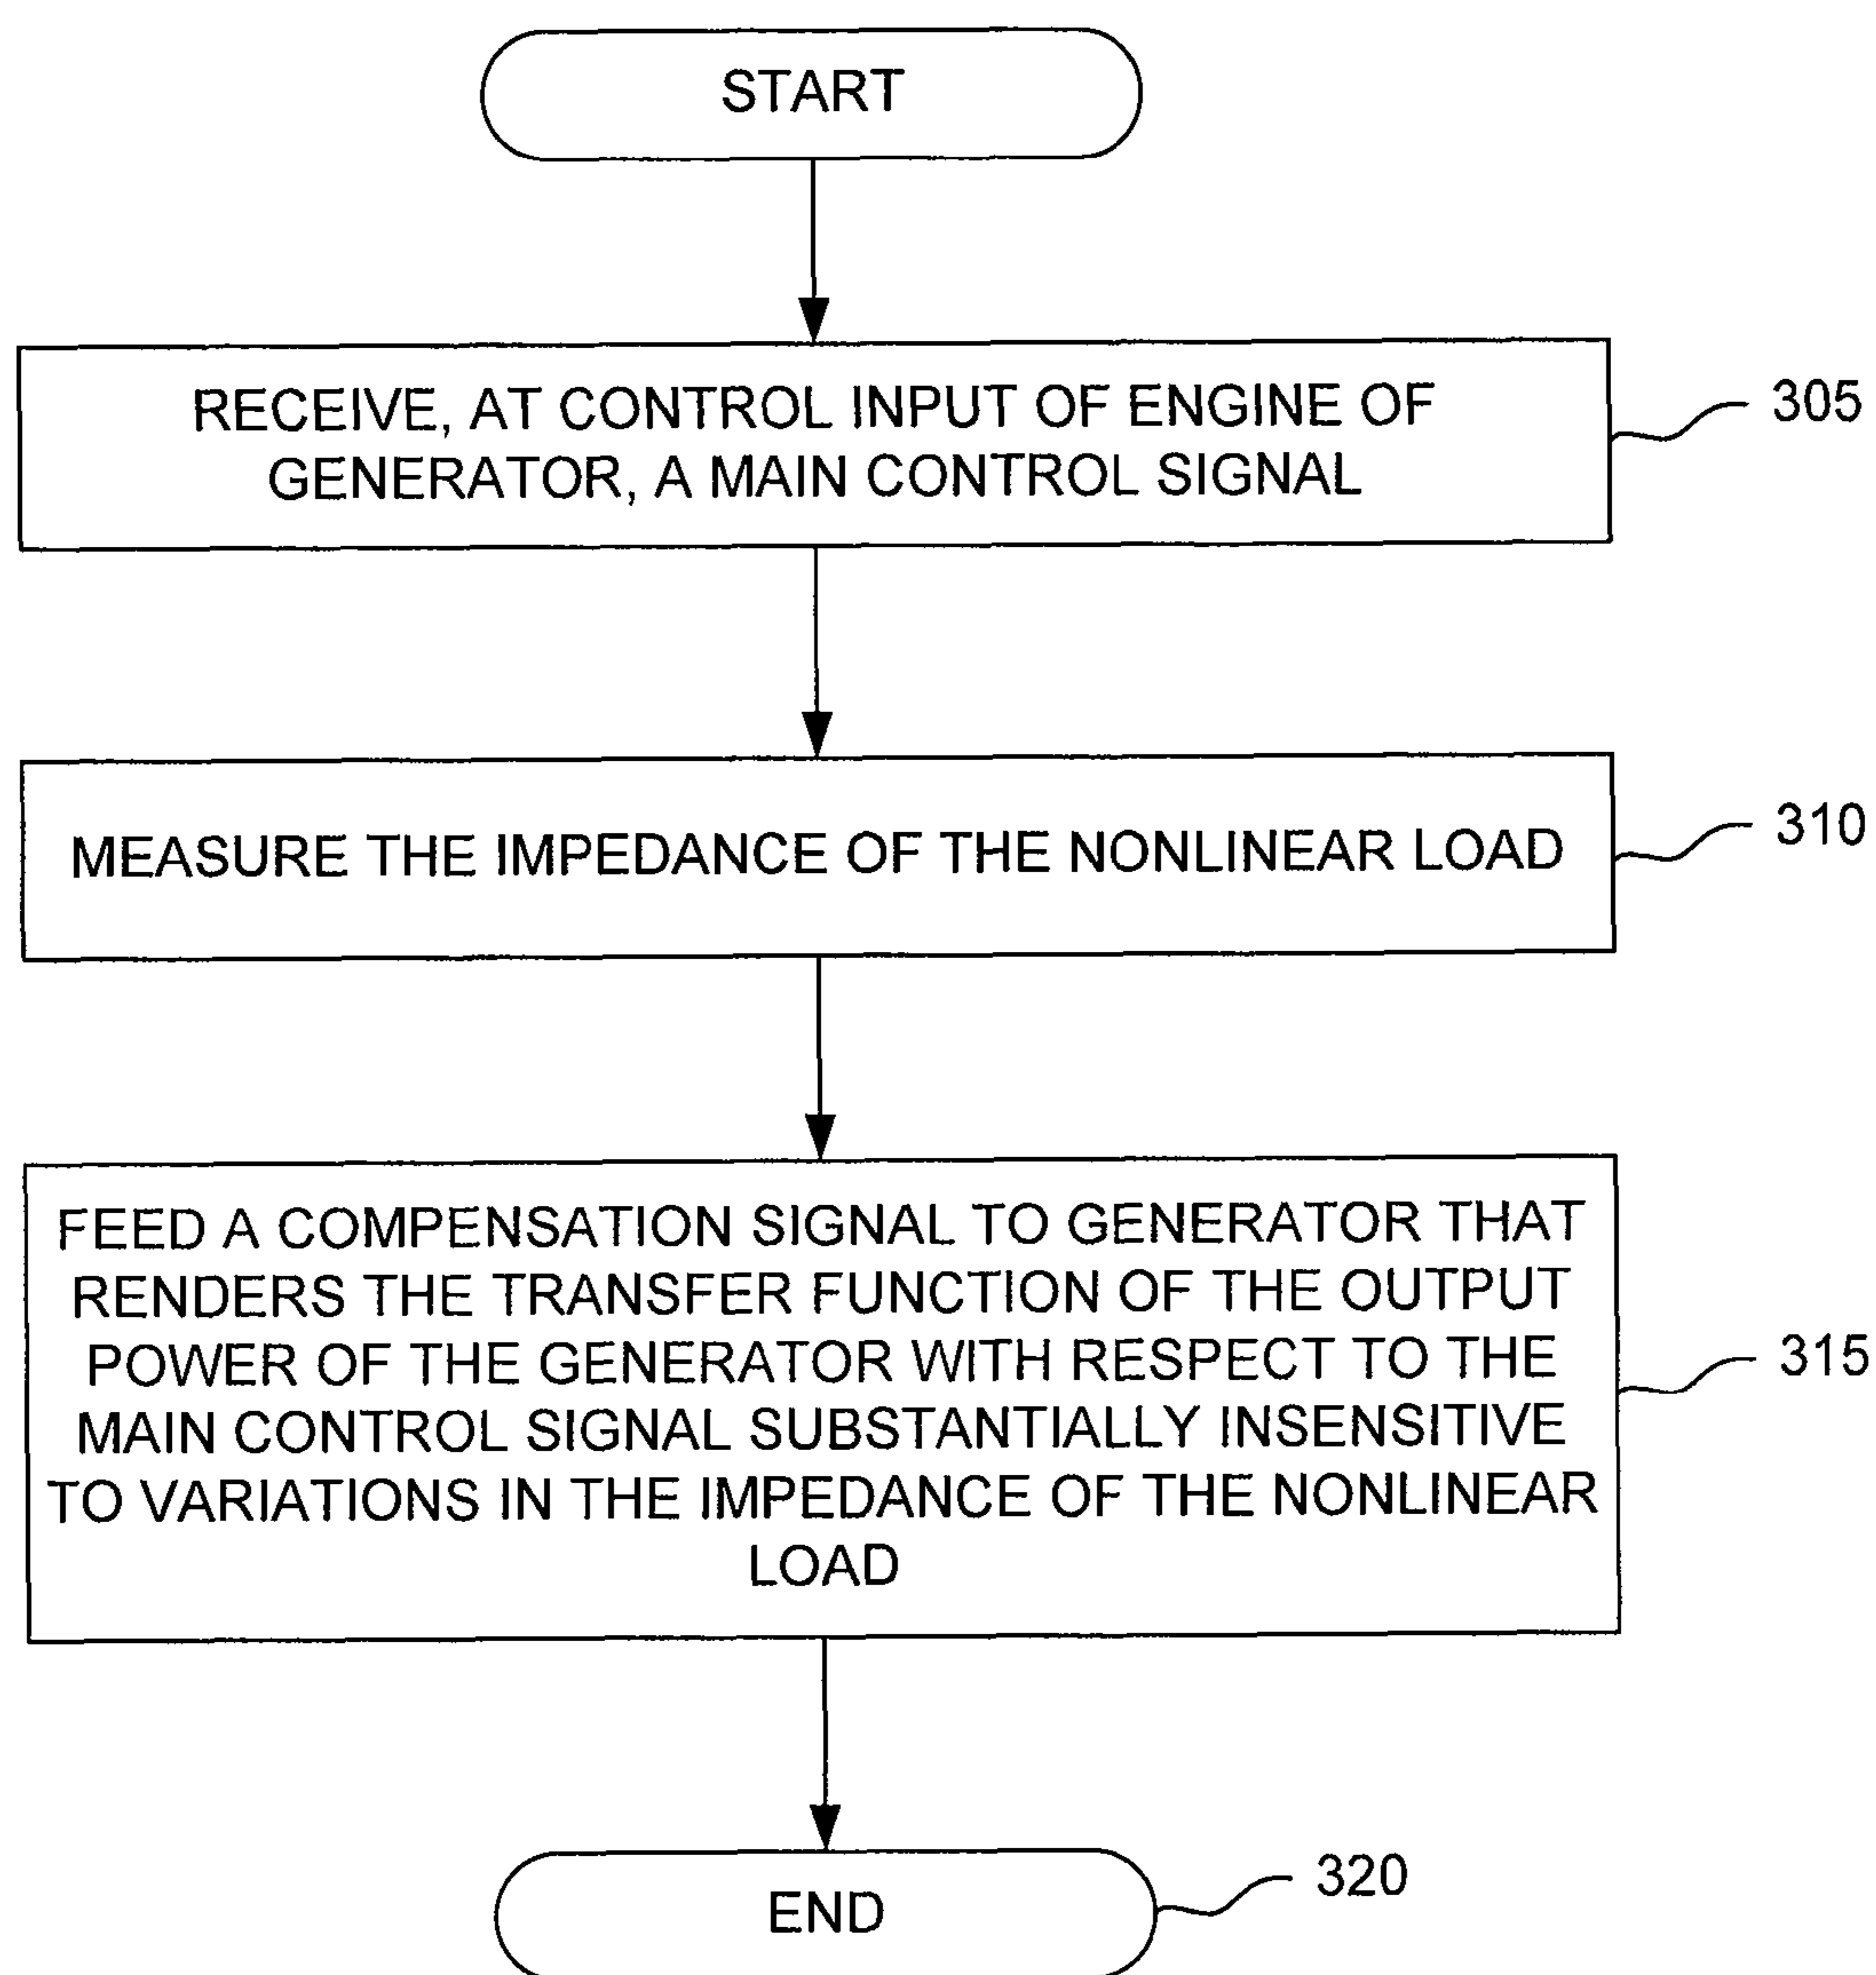 START
RECEIVE, AT CONTROL INPUT OF ENGINE OF
GENERATOR, A MAIN CONTROL SIGNAL
305
MEASURE THE IMPEDANCE OF THE NONLINEAR LOAD
310
FEED A COMPENSATION SIGNAL TO GENERATOR THAT
RENDERS THE TRANSFER FUNCTION OF THE OUTPUT
POWER OF THE GENERATOR WITH RESPECT TO THE
MAIN CONTROL SIGNAL SUBSTANTIALLY INSENSITIVE
TO VARIATIONS IN THE IMPEDANCE OF THE NONLINEAR
LOAD
315
END
320